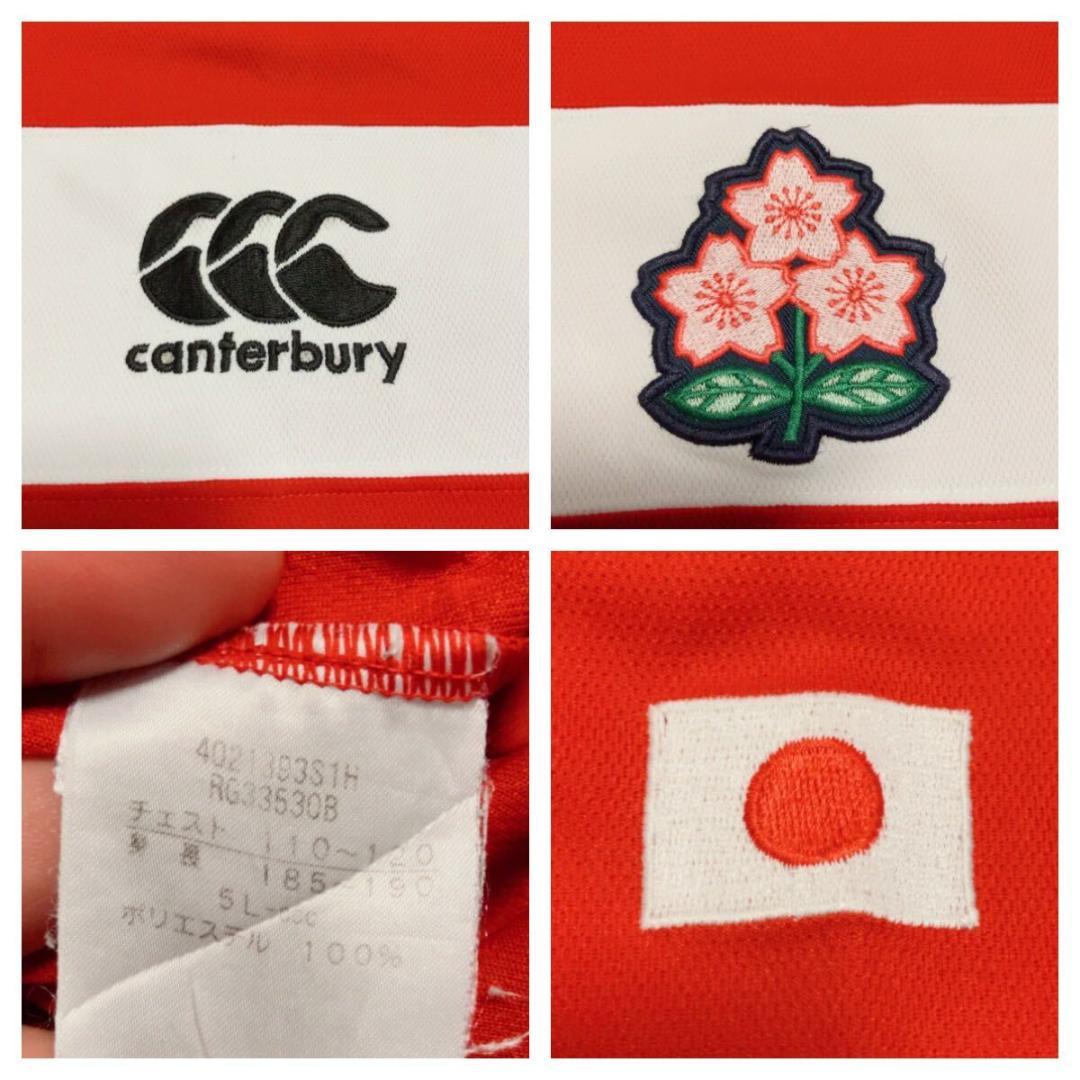 canterbury
4021393S1H
RG33530B
チェスト 110~120
身長 185~190
5L
ポリエステル 100%